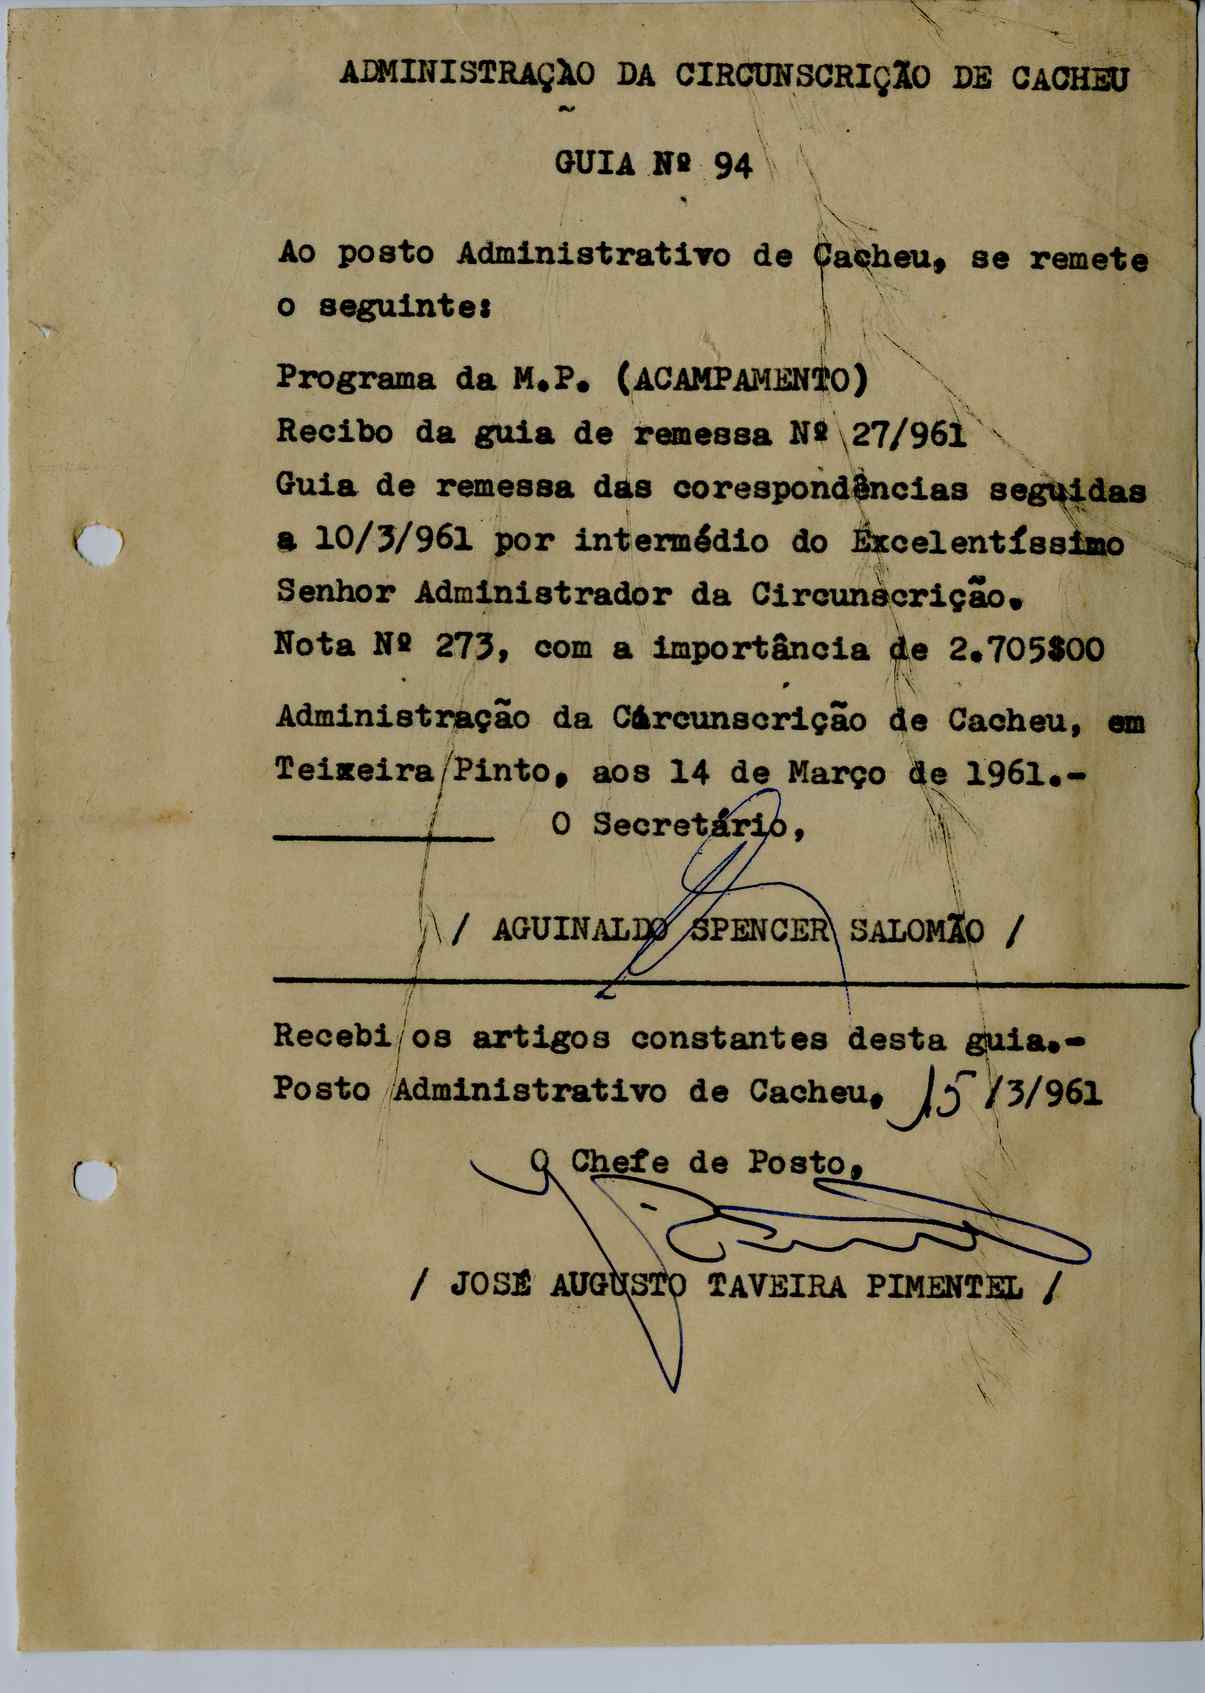 ADMINISTRAÇÃO DA CIRCUNSCRIÇÃO DE CACHEU
GUIA Nº 94
Ao posto Administrativo de Cacheu, se remete
o seguinte:
Programa da M.P. (ACAMPAMENTO)
Recibo da guia de remessa Nº 27/961
Guia de remessa das corespondências seguidas
a 10/3/961 por intermédio do Excelentíssimo
Senhor Administrador da Circunscrição.
Nota Nº 273, com a importância de 2.705$00
Administração da Circunscrição de Cacheu, em
Teixeira Pinto, aos 14 de Março de 1961.-
O Secretário,
/ AGUINALDO SPENCER SALOMÃO /
Recebi os artigos constantes desta guia.-
Posto Administrativo de Cacheu, 15/3/961
O Chefe de Posto,
/ JOSÉ AUGUSTO TAVEIRA PIMENTEL /